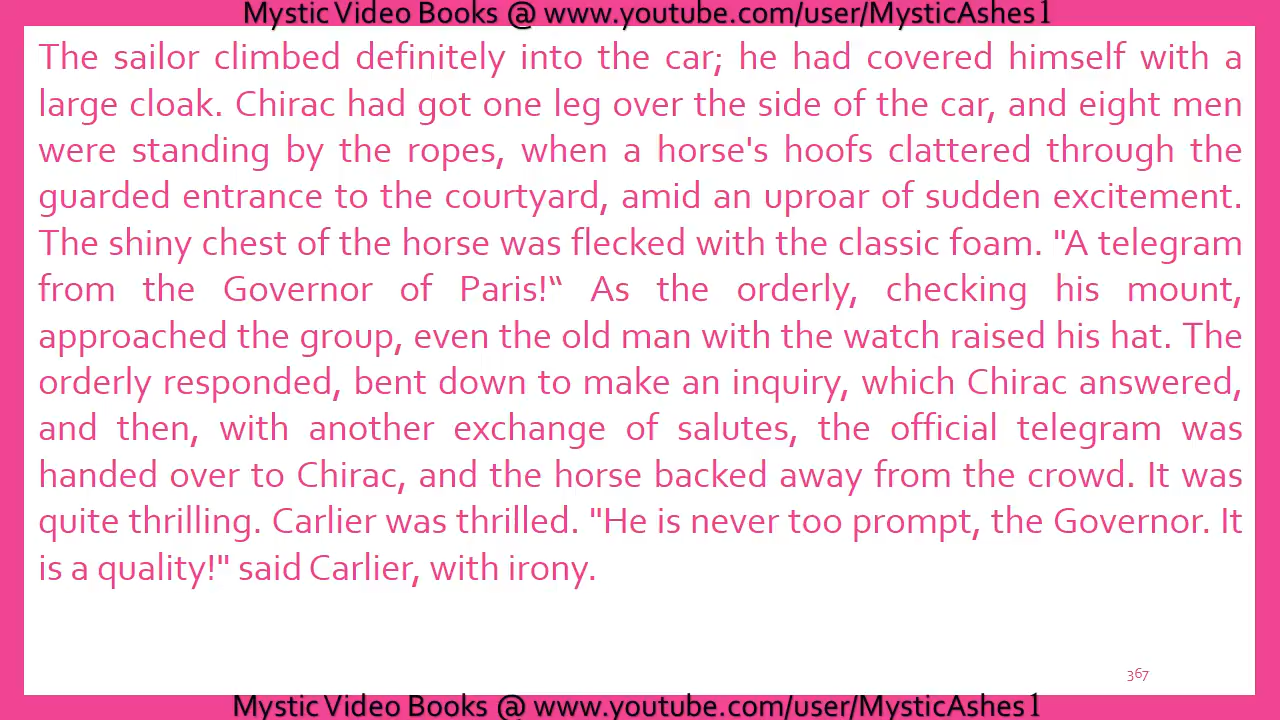 Mystic Video Books @ www.youtube.com/user/MysticAshes1
The sailor climbed definitely into the car; he had covered himself with a
large cloak. Chirac had got one leg over the side of the car, and eight men
were standing by the ropes, when a horse's hoofs clattered through the
guarded entrance to the courtyard, amid an uproar of sudden excitement.
The shiny chest of the horse was flecked with the classic foam. "A telegram
from the Governor of Paris!“ As the orderly, checking his mount,
approached the group, even the old man with the watch raised his hat. The
orderly responded, bent down to make an inquiry, which Chirac answered,
and then, with another exchange of salutes, the official telegram was
handed over to Chirac, and the horse backed away from the crowd. It was
quite thrilling. Carlier was thrilled. "He is never too prompt, the Governor. It
is a quality!" said Carlier, with irony.
367
Mystic Video Books @ www.youtube.com/user/MysticAshes1